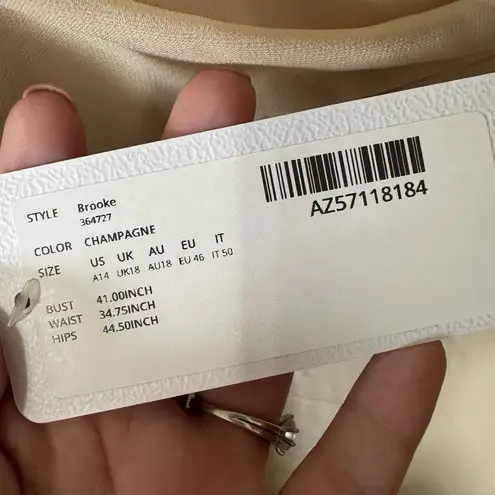 STYLE Brooke
364727
COLOR CHAMPAGNE
SIZE US UK AU EU IT
A14 UK18 AU18 EU 46 IT 50
BUST 41.00INCH
WAIST 34.75INCH
HIPS 44.50INCH
AZ57118184